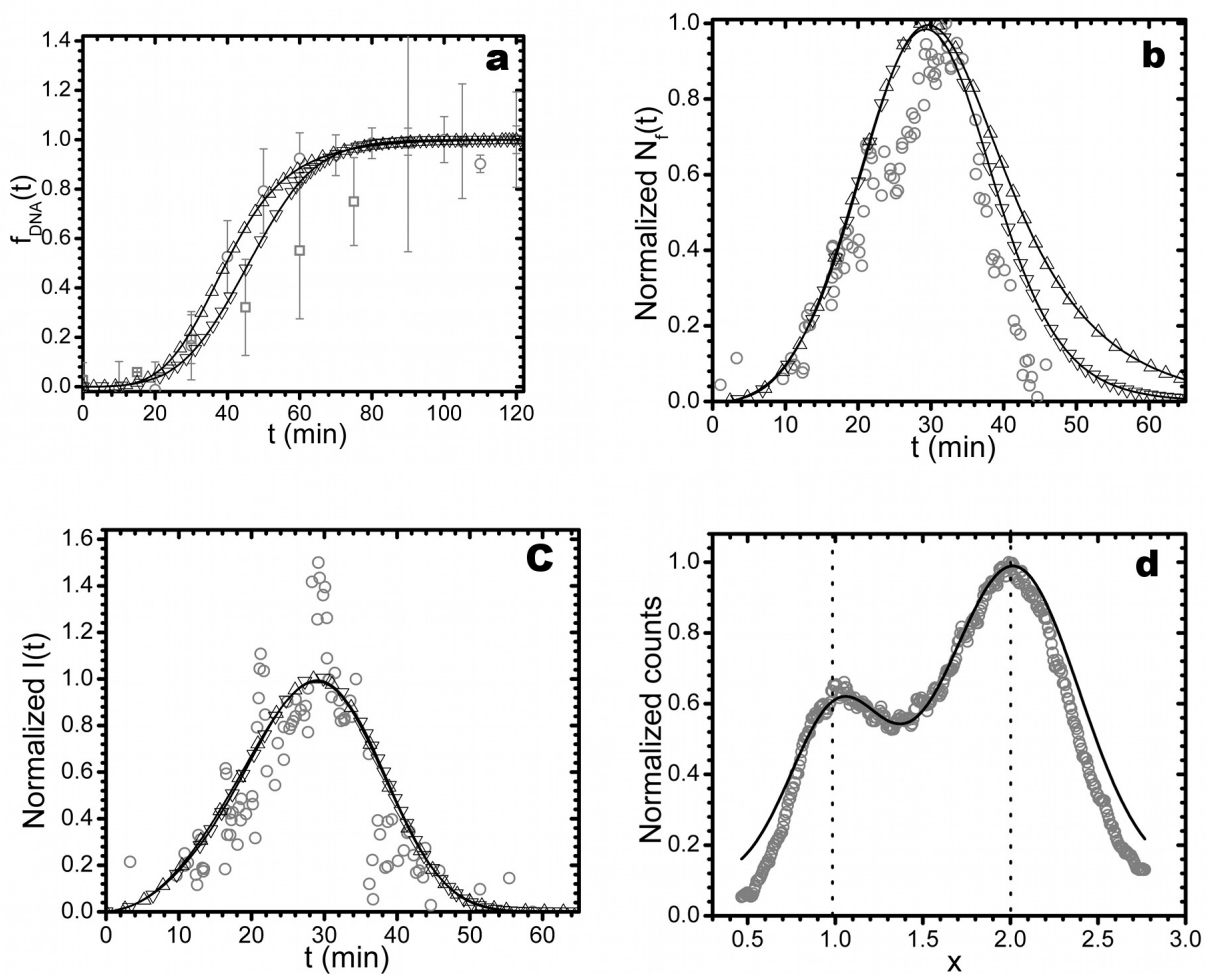 a
f_DNA(t)
1.4
1.2
1.0
0.8
0.6
0.4
0.2
0.0
0 20 40 60 80 100 120
t (min)
b
Normalized N_f(t)
1.0
0.8
0.6
0.4
0.2
0.0
0 10 20 30 40 50 60
t (min)
C
Normalized I(t)
1.6
1.4
1.2
1.0
0.8
0.6
0.4
0.2
0.0
0 10 20 30 40 50 60
t (min)
d
Normalized counts
1.0
0.8
0.6
0.4
0.2
0.0
0.5 1.0 1.5 2.0 2.5 3.0
x